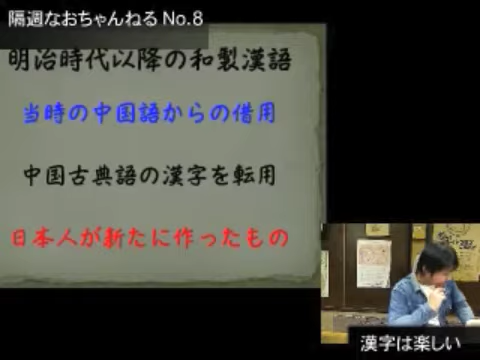 隔週なおちゃんねる No.8
明治時代以降の和製漢語
当時の中国語からの借用
中国古典語の漢字を転用
日本人が新たに作ったもの
漢字は楽しい